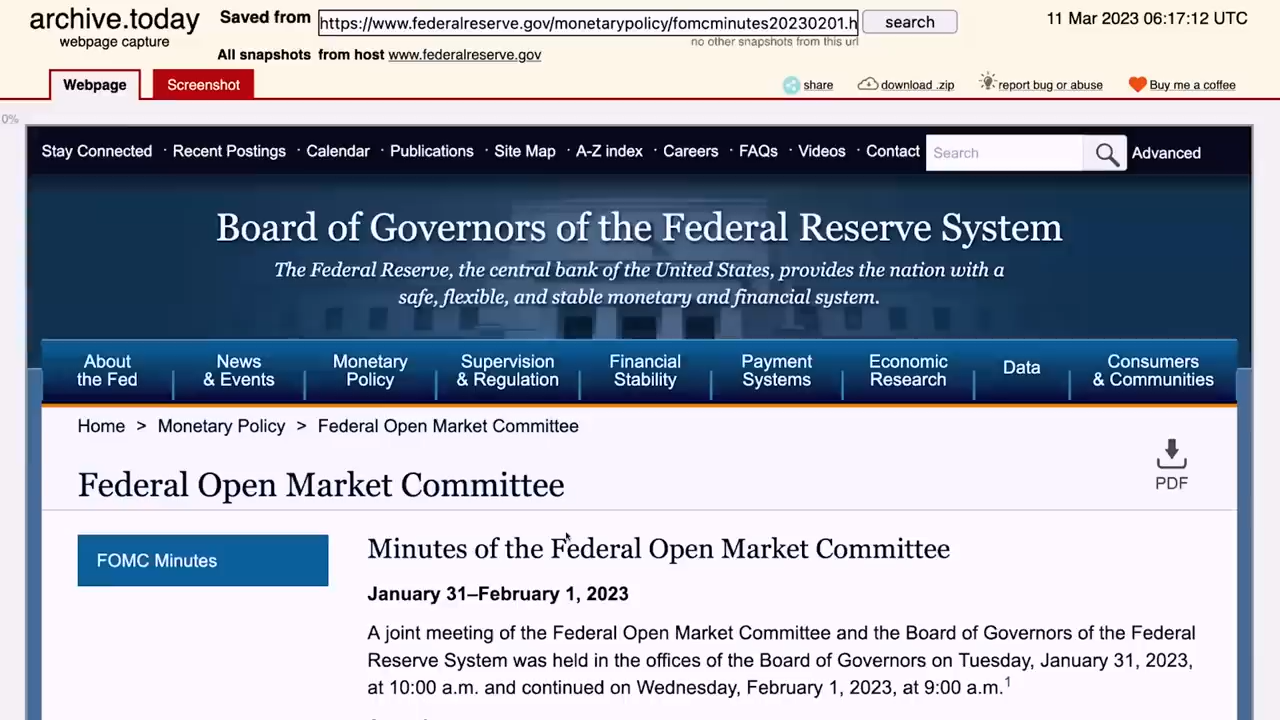 archive.today
webpage capture
Saved from
https://www.federalreserve.gov/monetarypolicy/fomcminutes20230201.h
search
11 Mar 2023 06:17:12 UTC
no other snapshots from this url
All snapshots from host www.federalreserve.gov
Webpage
Screenshot
share
download .zip
report bug or abuse
Buy me a coffee
0%
Stay Connected · Recent Postings · Calendar · Publications · Site Map · A-Z index · Careers · FAQs · Videos · Contact
Search
Advanced
Board of Governors of the Federal Reserve System
The Federal Reserve, the central bank of the United States, provides the nation with a
safe, flexible, and stable monetary and financial system.
About
the Fed
News
& Events
Monetary
Policy
Supervision
& Regulation
Financial
Stability
Payment
Systems
Economic
Research
Data
Consumers
& Communities
Home > Monetary Policy > Federal Open Market Committee
PDF
Federal Open Market Committee
FOMC Minutes
Minutes of the Federal Open Market Committee
January 31–February 1, 2023
A joint meeting of the Federal Open Market Committee and the Board of Governors of the Federal
Reserve System was held in the offices of the Board of Governors on Tuesday, January 31, 2023,
at 10:00 a.m. and continued on Wednesday, February 1, 2023, at 9:00 a.m.1